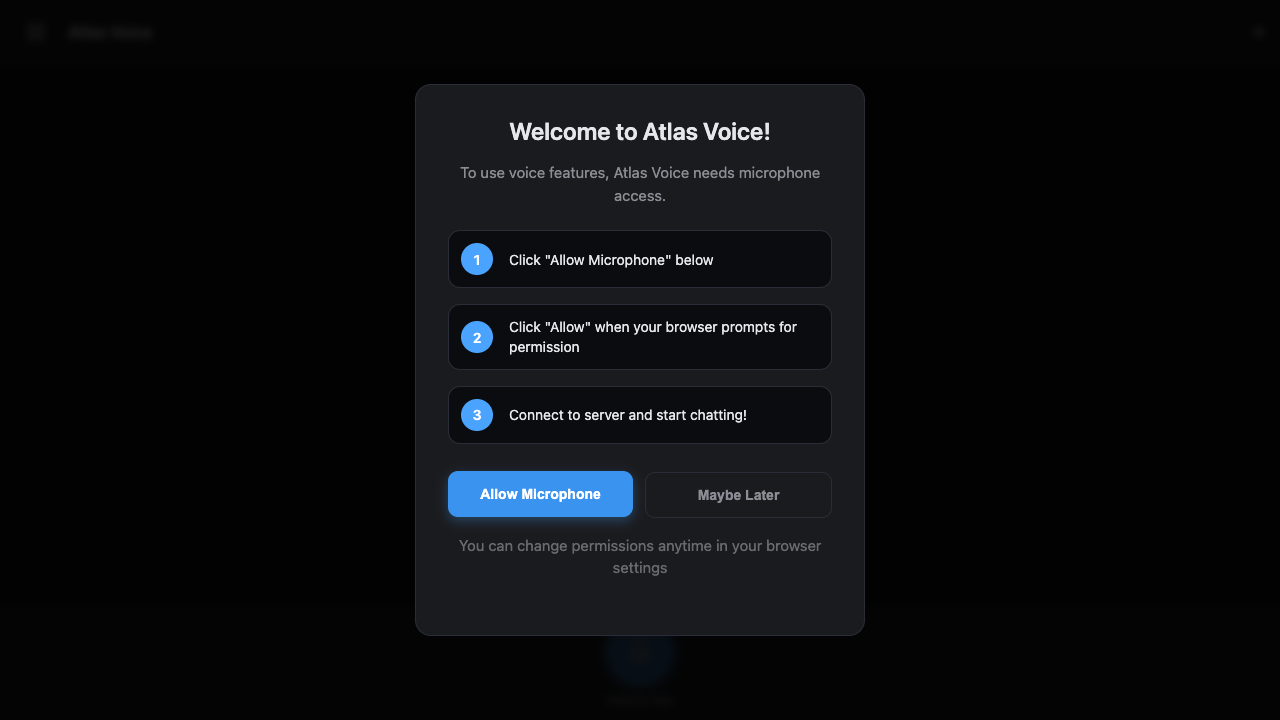 Atlas Voice
Welcome to Atlas Voice!
To use voice features, Atlas Voice needs microphone
access.
1
Click "Allow Microphone" below
2
Click "Allow" when your browser prompts for
permission
3
Connect to server and start chatting!
Allow Microphone
Maybe Later
You can change permissions anytime in your browser
settings